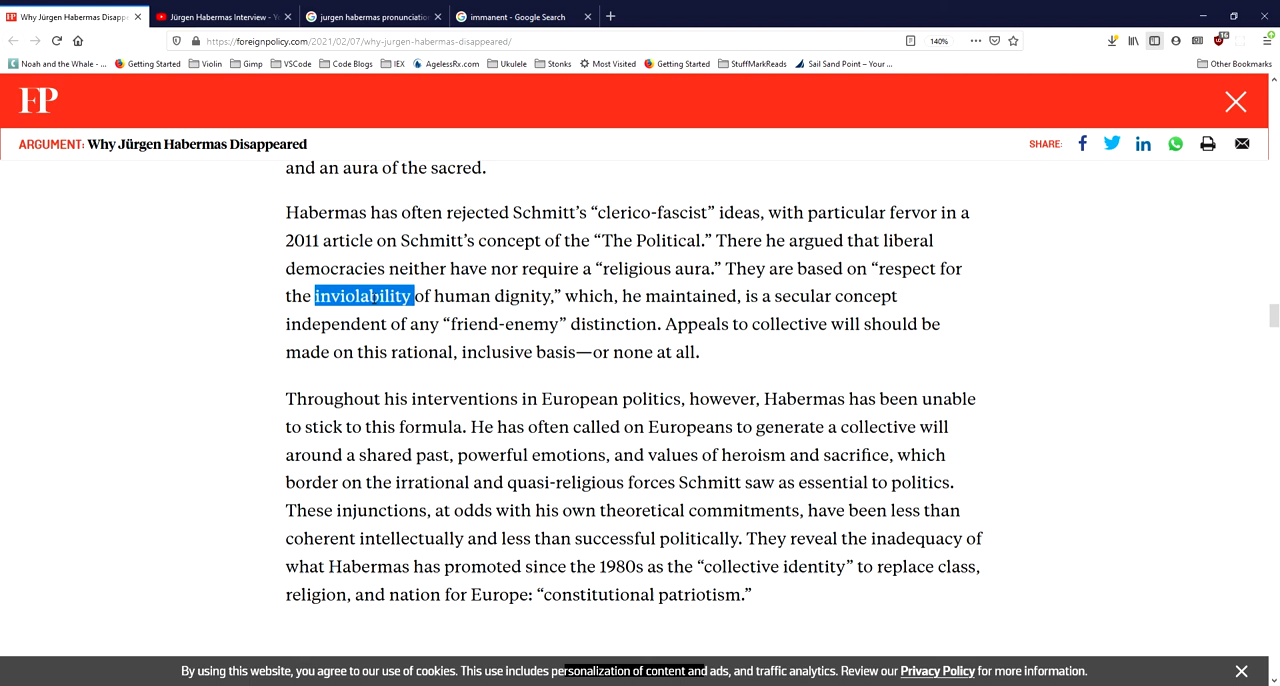 Why Jürgen Habermas Disapp
Jürgen Habermas Interview - Y
jurgen habermas pronunciatio
immanent - Google Search
https://foreignpolicy.com/2021/02/07/why-jurgen-habermas-disappeared/
140%
Noah and the Whale - ...
Getting Started
Violin
Gimp
VSCode
Code Blogs
IEX
AgelessRx.com
Ukulele
Stonks
Most Visited
Getting Started
StuffMarkReads
Sail Sand Point – Your ...
Other Bookmarks
FP
ARGUMENT: Why Jürgen Habermas Disappeared
SHARE:
and an aura of the sacred.
Habermas has often rejected Schmitt’s “clerico-fascist” ideas, with particular fervor in a
2011 article on Schmitt’s concept of the “The Political.” There he argued that liberal
democracies neither have nor require a “religious aura.” They are based on “respect for
the inviolability of human dignity,” which, he maintained, is a secular concept
independent of any “friend-enemy” distinction. Appeals to collective will should be
made on this rational, inclusive basis—or none at all.
Throughout his interventions in European politics, however, Habermas has been unable
to stick to this formula. He has often called on Europeans to generate a collective will
around a shared past, powerful emotions, and values of heroism and sacrifice, which
border on the irrational and quasi-religious forces Schmitt saw as essential to politics.
These injunctions, at odds with his own theoretical commitments, have been less than
coherent intellectually and less than successful politically. They reveal the inadequacy of
what Habermas has promoted since the 1980s as the “collective identity” to replace class,
religion, and nation for Europe: “constitutional patriotism.”
By using this website, you agree to our use of cookies. This use includes personalization of content and ads, and traffic analytics. Review our Privacy Policy for more information.